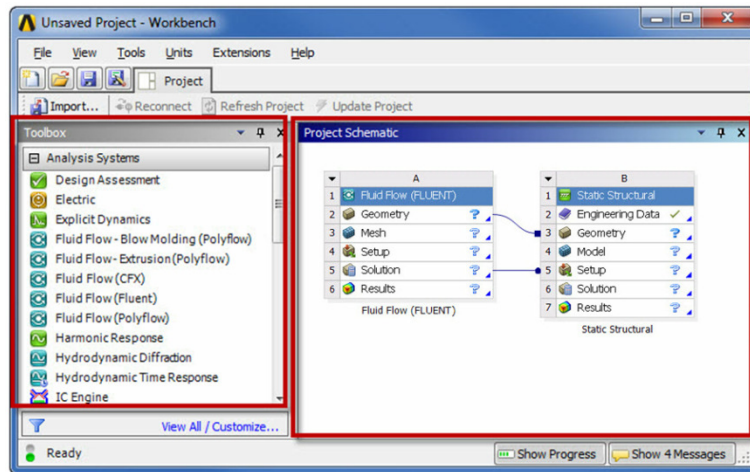 Unsaved Project - Workbench
File View Tools Units Extensions Help
Project
Import... Reconnect Refresh Project Update Project
Toolbox
Analysis Systems
Design Assessment
Electric
Explicit Dynamics
Fluid Flow - Blow Molding (Polyflow)
Fluid Flow- Extrusion (Polyflow)
Fluid Flow (CFX)
Fluid Flow (Fluent)
Fluid Flow (Polyflow)
Harmonic Response
Hydrodynamic Diffraction
Hydrodynamic Time Response
IC Engine
View All / Customize...
Project Schematic
A
1 Fluid Flow (FLUENT)
2 Geometry ?
3 Mesh ?
4 Setup ?
5 Solution ?
6 Results ?
Fluid Flow (FLUENT)
B
1 Static Structural
2 Engineering Data ✓
3 Geometry ?
4 Model ?
5 Setup ?
6 Solution ?
7 Results ?
Static Structural
Ready
Show Progress Show 4 Messages